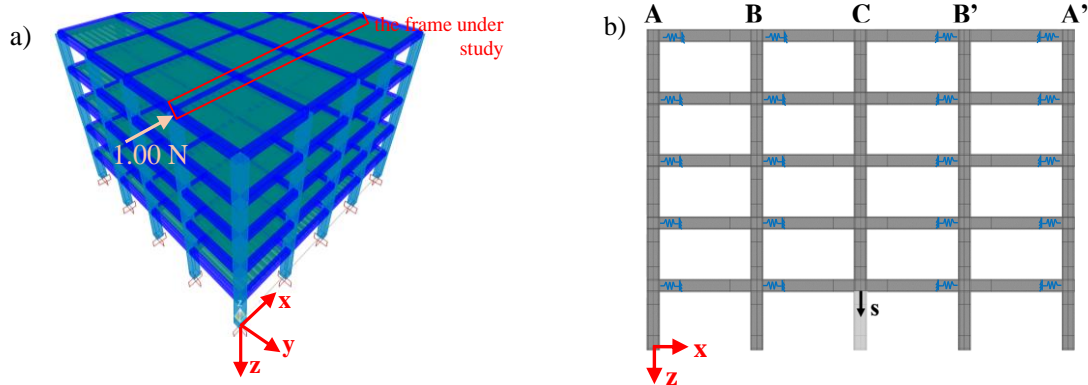 a)
the frame under
study
1.00 N
x
y
z
b)
A B C B’ A’
s
x
z